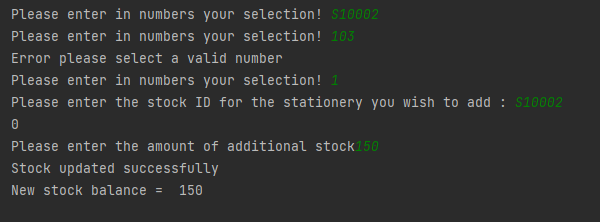 Please enter in numbers your selection! S10002
Please enter in numbers your selection! 103
Error please select a valid number
Please enter in numbers your selection! 1
Please enter the stock ID for the stationery you wish to add : S10002
0
Please enter the amount of additional stock150
Stock updated successfully
New stock balance =  150